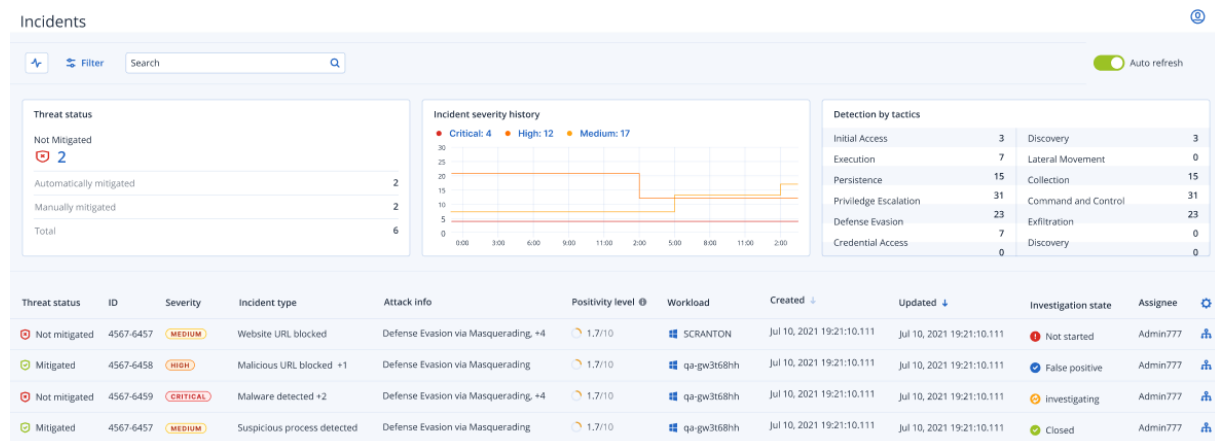 Incidents
Filter
Search
Auto refresh
Threat status
Not Mitigated
2
Automatically mitigated 2
Manually mitigated 2
Total 6
Incident severity history
Critical: 4 High: 12 Medium: 17
30
25
20
15
10
5
0
0:00 3:00 6:00 9:00 11:00 2:00 5:00 8:00 11:00 2:00
Detection by tactics
Initial Access 3 Discovery 3
Execution 7 Lateral Movement 0
Persistence 15 Collection 15
Priviledge Escalation 31 Command and Control 31
Defense Evasion 23 Exfiltration 23
Credential Access 7 Discovery 0
0 0
Threat status ID Severity Incident type Attack info Positivity level Workload Created ↓ Updated ↓ Investigation state Assignee
Not mitigated 4567-6457 MEDIUM Website URL blocked Defense Evasion via Masquerading, +4 1.7/10 SCRANTON Jul 10, 2021 19:21:10.111 Jul 10, 2021 19:21:10.111 Not started Admin777
Mitigated 4567-6458 HIGH Malicious URL blocked +1 Defense Evasion via Masquerading 1.7/10 qa-gw3t68hh Jul 10, 2021 19:21:10.111 Jul 10, 2021 19:21:10.111 False positive Admin777
Not mitigated 4567-6459 CRITICAL Malware detected +2 Defense Evasion via Masquerading, +4 1.7/10 qa-gw3t68hh Jul 10, 2021 19:21:10.111 Jul 10, 2021 19:21:10.111 investigating Admin777
Mitigated 4567-6457 MEDIUM Suspicious process detected Defense Evasion via Masquerading 1.7/10 qa-gw3t68hh Jul 10, 2021 19:21:10.111 Jul 10, 2021 19:21:10.111 Closed Admin777